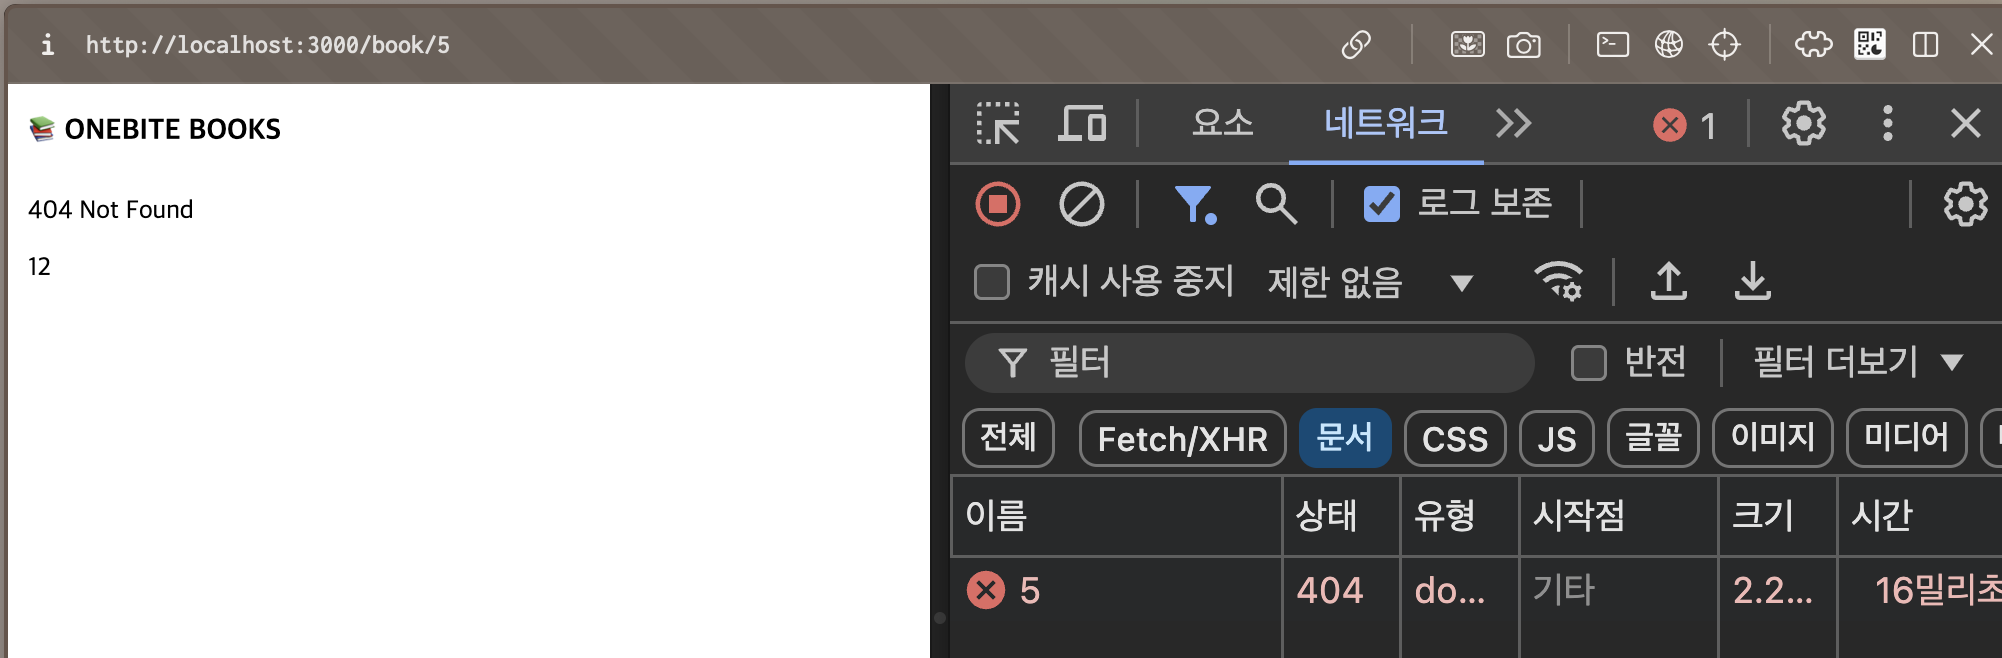 http://localhost:3000/book/5
📚 ONEBITE BOOKS
404 Not Found
12
요소 네트워크 1
로그 보존
캐시 사용 중지 제한 없음
필터 반전 필터 더보기
전체 Fetch/XHR 문서 CSS JS 글꼴 이미지 미디어
이름 상태 유형 시작점 크기 시간
5 404 do... 기타 2.2... 16밀리초